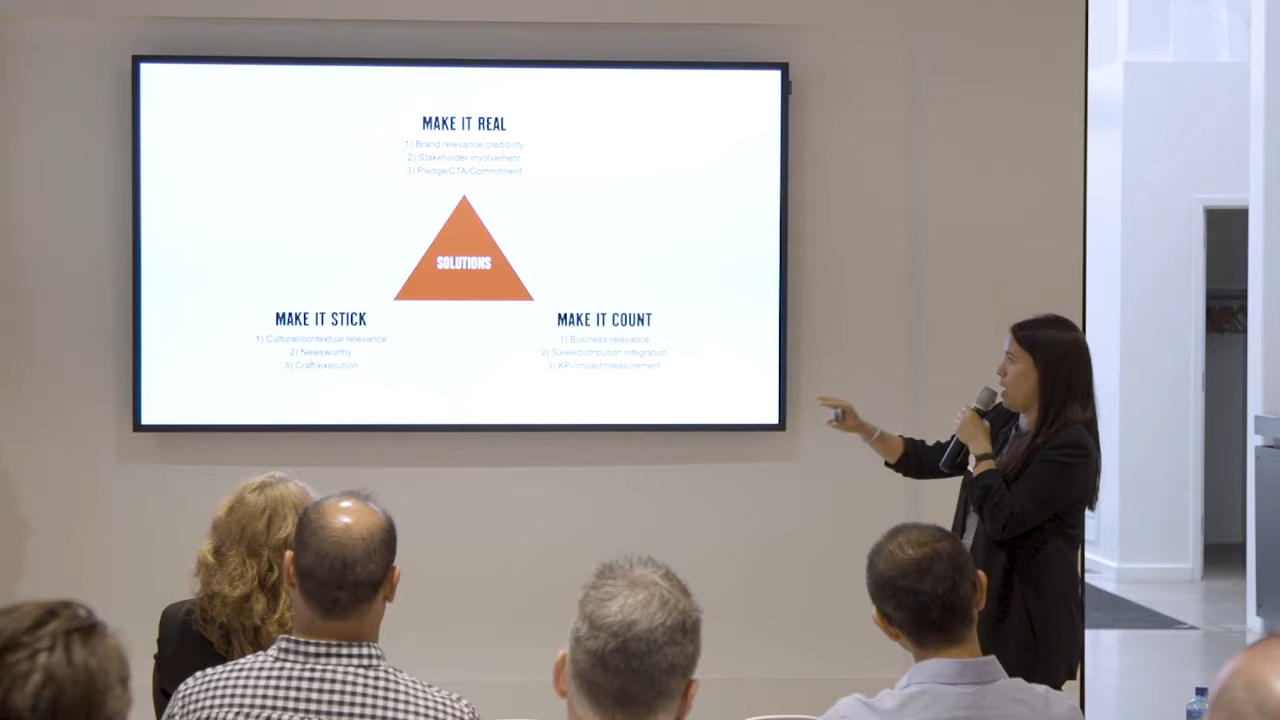 MAKE IT REAL
1) Brand relevance/credibility
2) Stakeholder involvement
3) Pledge/CTA/Commitment
SOLUTIONS
MAKE IT STICK
1) Cultural/contextual relevance
2) Newsworthy
3) Craft/execution
MAKE IT COUNT
1) Business relevance
2) Sales/distribution integration
3) KPI/impact/measurement